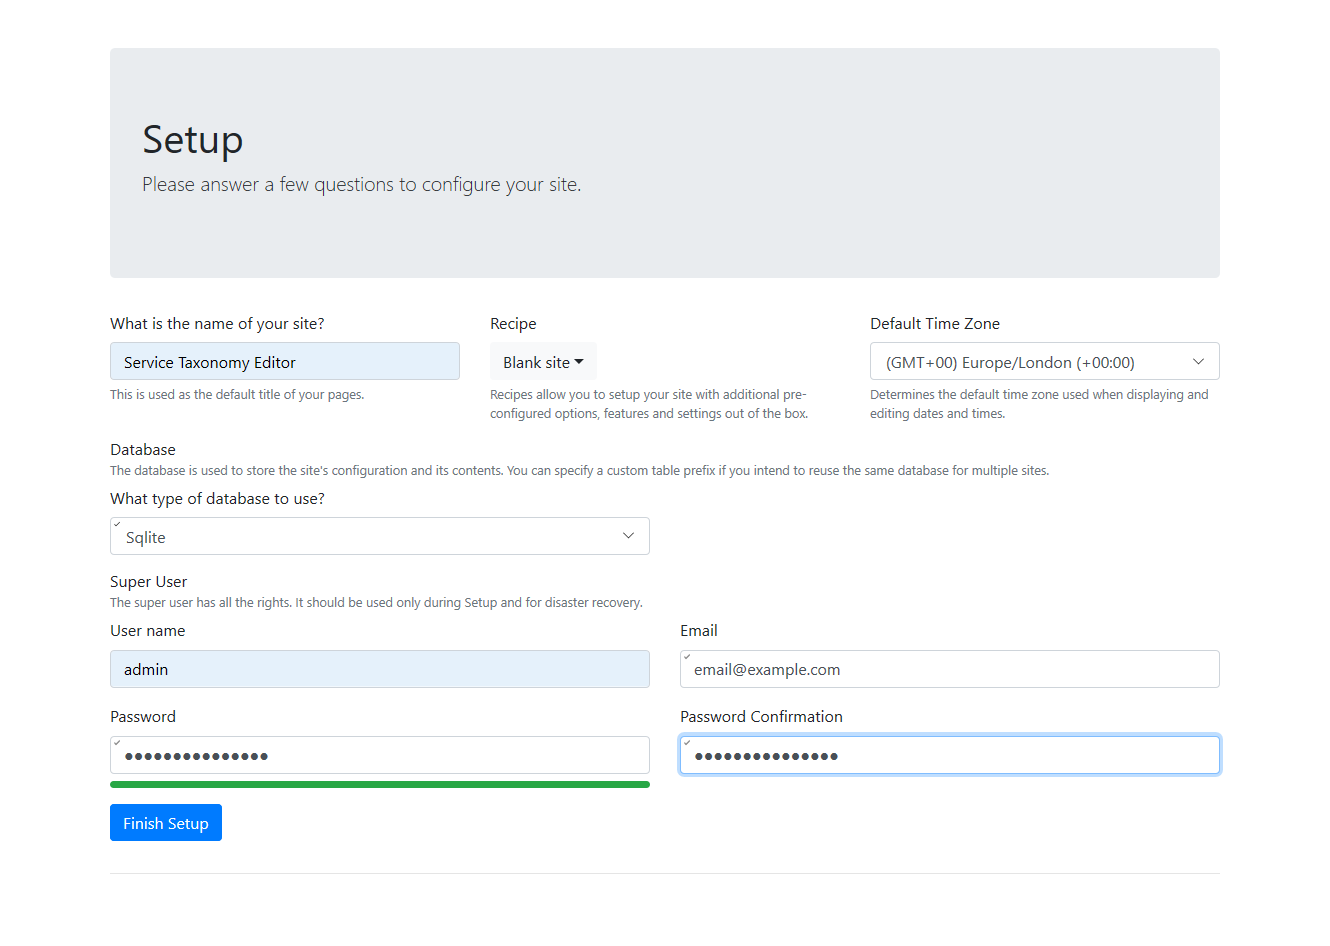 Setup
Please answer a few questions to configure your site.
What is the name of your site?
Recipe
Default Time Zone
Service Taxonomy Editor
Blank site
(GMT+00) Europe/London (+00:00)
This is used as the default title of your pages.
Recipes allow you to setup your site with additional pre-
configured options, features and settings out of the box.
Determines the default time zone used when displaying and
editing dates and times.
Database
The database is used to store the site's configuration and its contents. You can specify a custom table prefix if you intend to reuse the same database for multiple sites.
What type of database to use?
Sqlite
Super User
The super user has all the rights. It should be used only during Setup and for disaster recovery.
User name
Email
admin
email@example.com
Password
Password Confirmation
●●●●●●●●●●●●●●●
●●●●●●●●●●●●●●●
Finish Setup